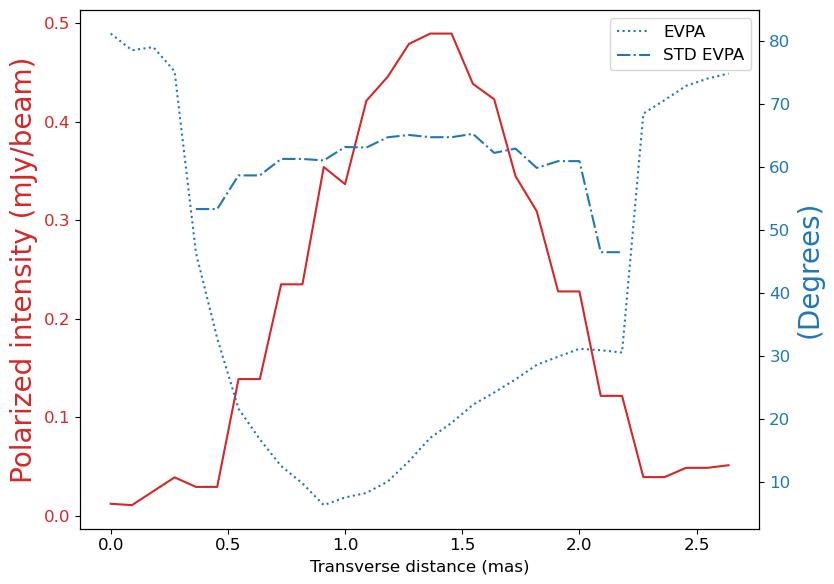 EVPA
STD EVPA
Polarized intensity (mJy/beam)
0.5
0.4
0.3
0.2
0.1
0.0
80
70
60
50
40
30
20
10
(Degrees)
0.0 0.5 1.0 1.5 2.0 2.5
Transverse distance (mas)